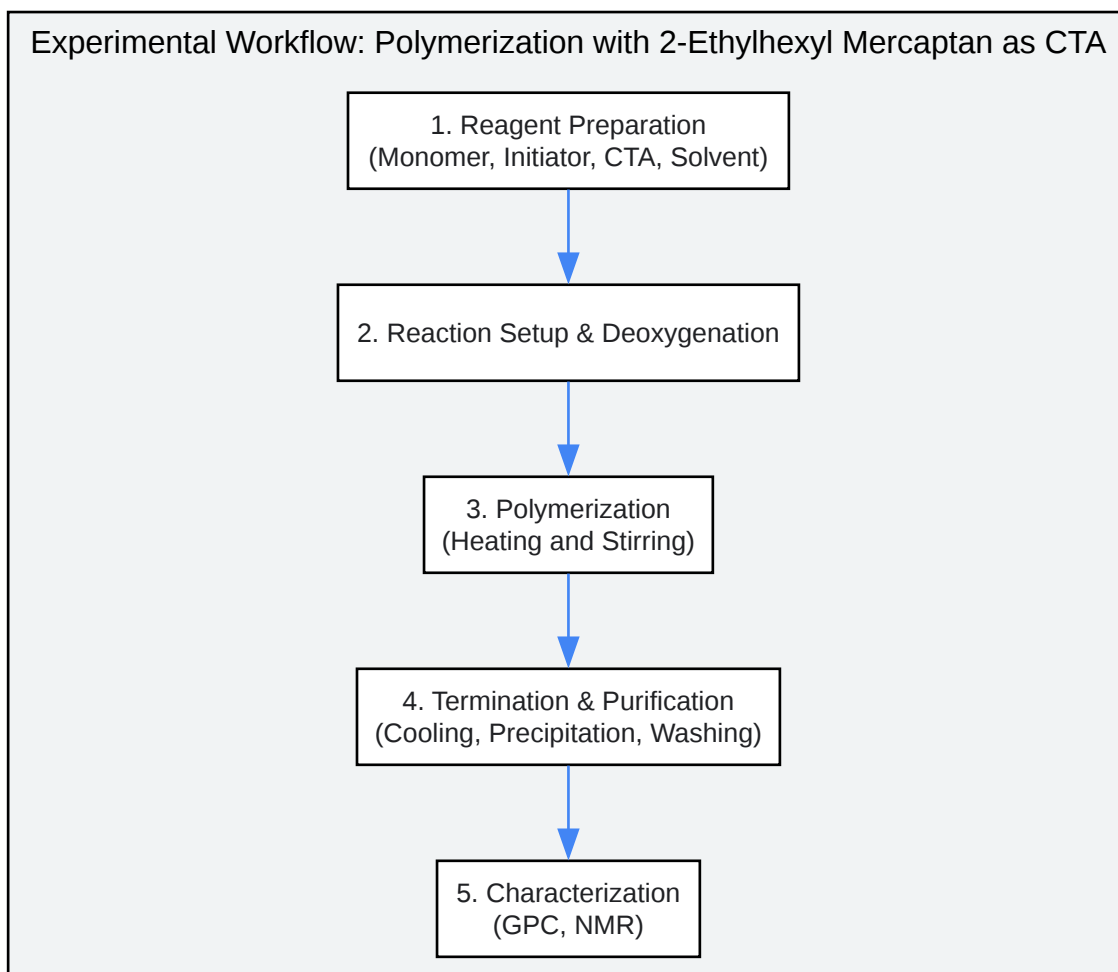 Experimental Workflow: Polymerization with 2-Ethylhexyl Mercaptan as CTA
1. Reagent Preparation
(Monomer, Initiator, CTA, Solvent)
2. Reaction Setup & Deoxygenation
3. Polymerization
(Heating and Stirring)
4. Termination & Purification
(Cooling, Precipitation, Washing)
5. Characterization
(GPC, NMR)